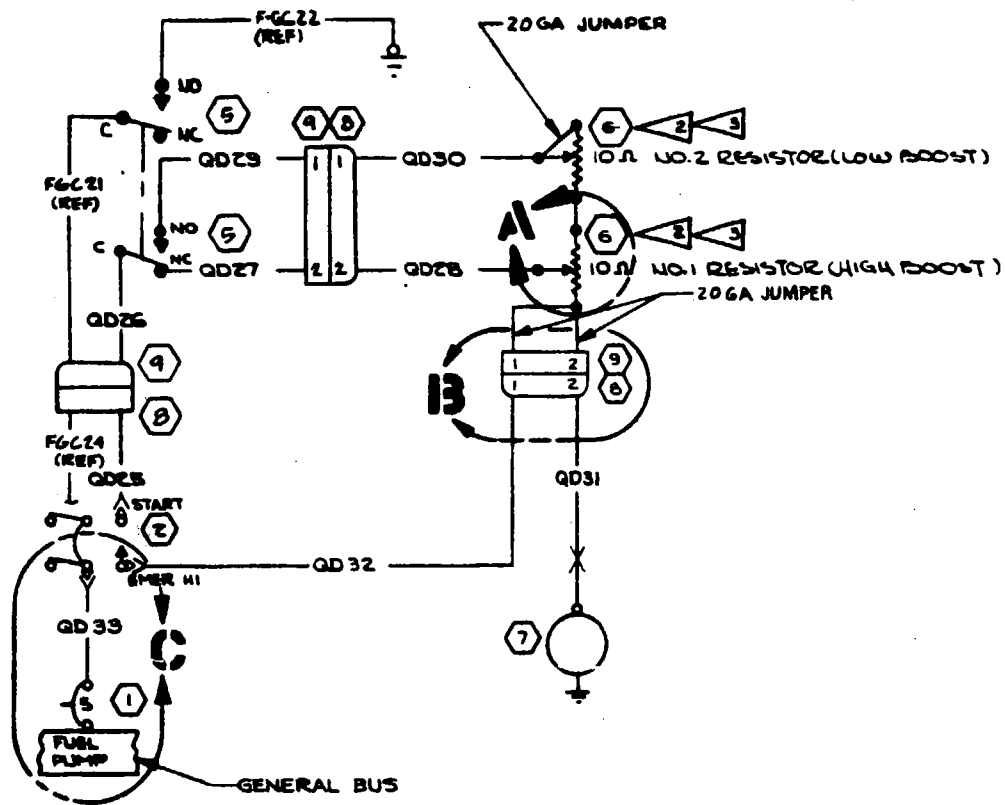 FGC22
(REF)
20GA JUMPER
NO
C
NC
5
9 8
1 1
QD29
QD30
6
2
3
10Ω NO.2 RESISTOR (LOW BOOST)
FGC21
(REF)
A
NO
5
C
NC
QD27
2 2
QD28
6
2
3
10Ω NO.1 RESISTOR (HIGH BOOST)
20GA JUMPER
QD26
9
8
1 2
1 2
9
8
B
FGC24
(REF)
QD25
START
2
QD31
EMER HI
QD32
QD33
C
7
5
1
FUEL
PUMP
GENERAL BUS